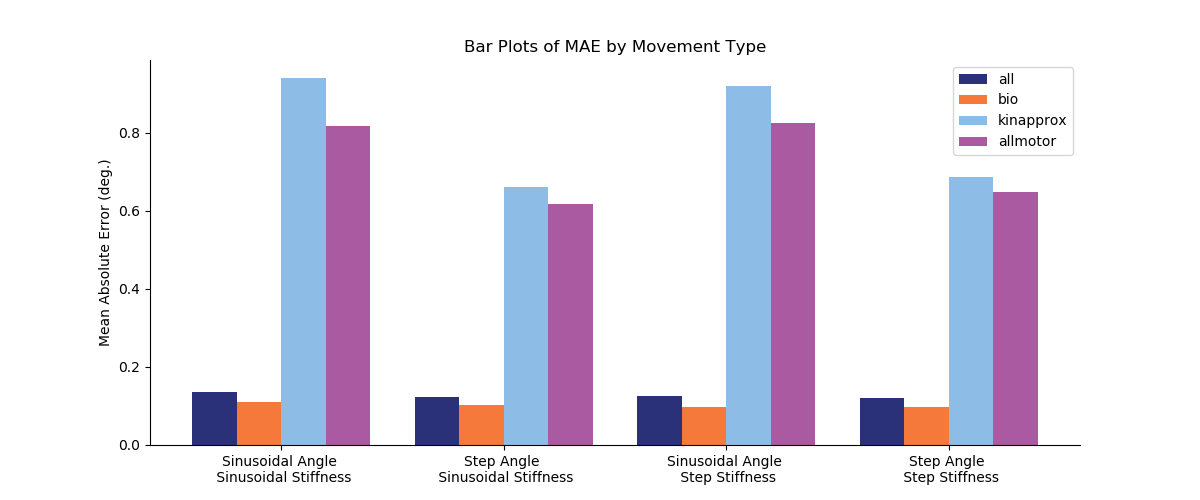 Bar Plots of MAE by Movement Type
all
bio
kinapprox
allmotor
Mean Absolute Error (deg.)
0.8
0.6
0.4
0.2
0.0
Sinusoidal Angle
Sinusoidal Stiffness
Step Angle
Sinusoidal Stiffness
Sinusoidal Angle
Step Stiffness
Step Angle
Step Stiffness